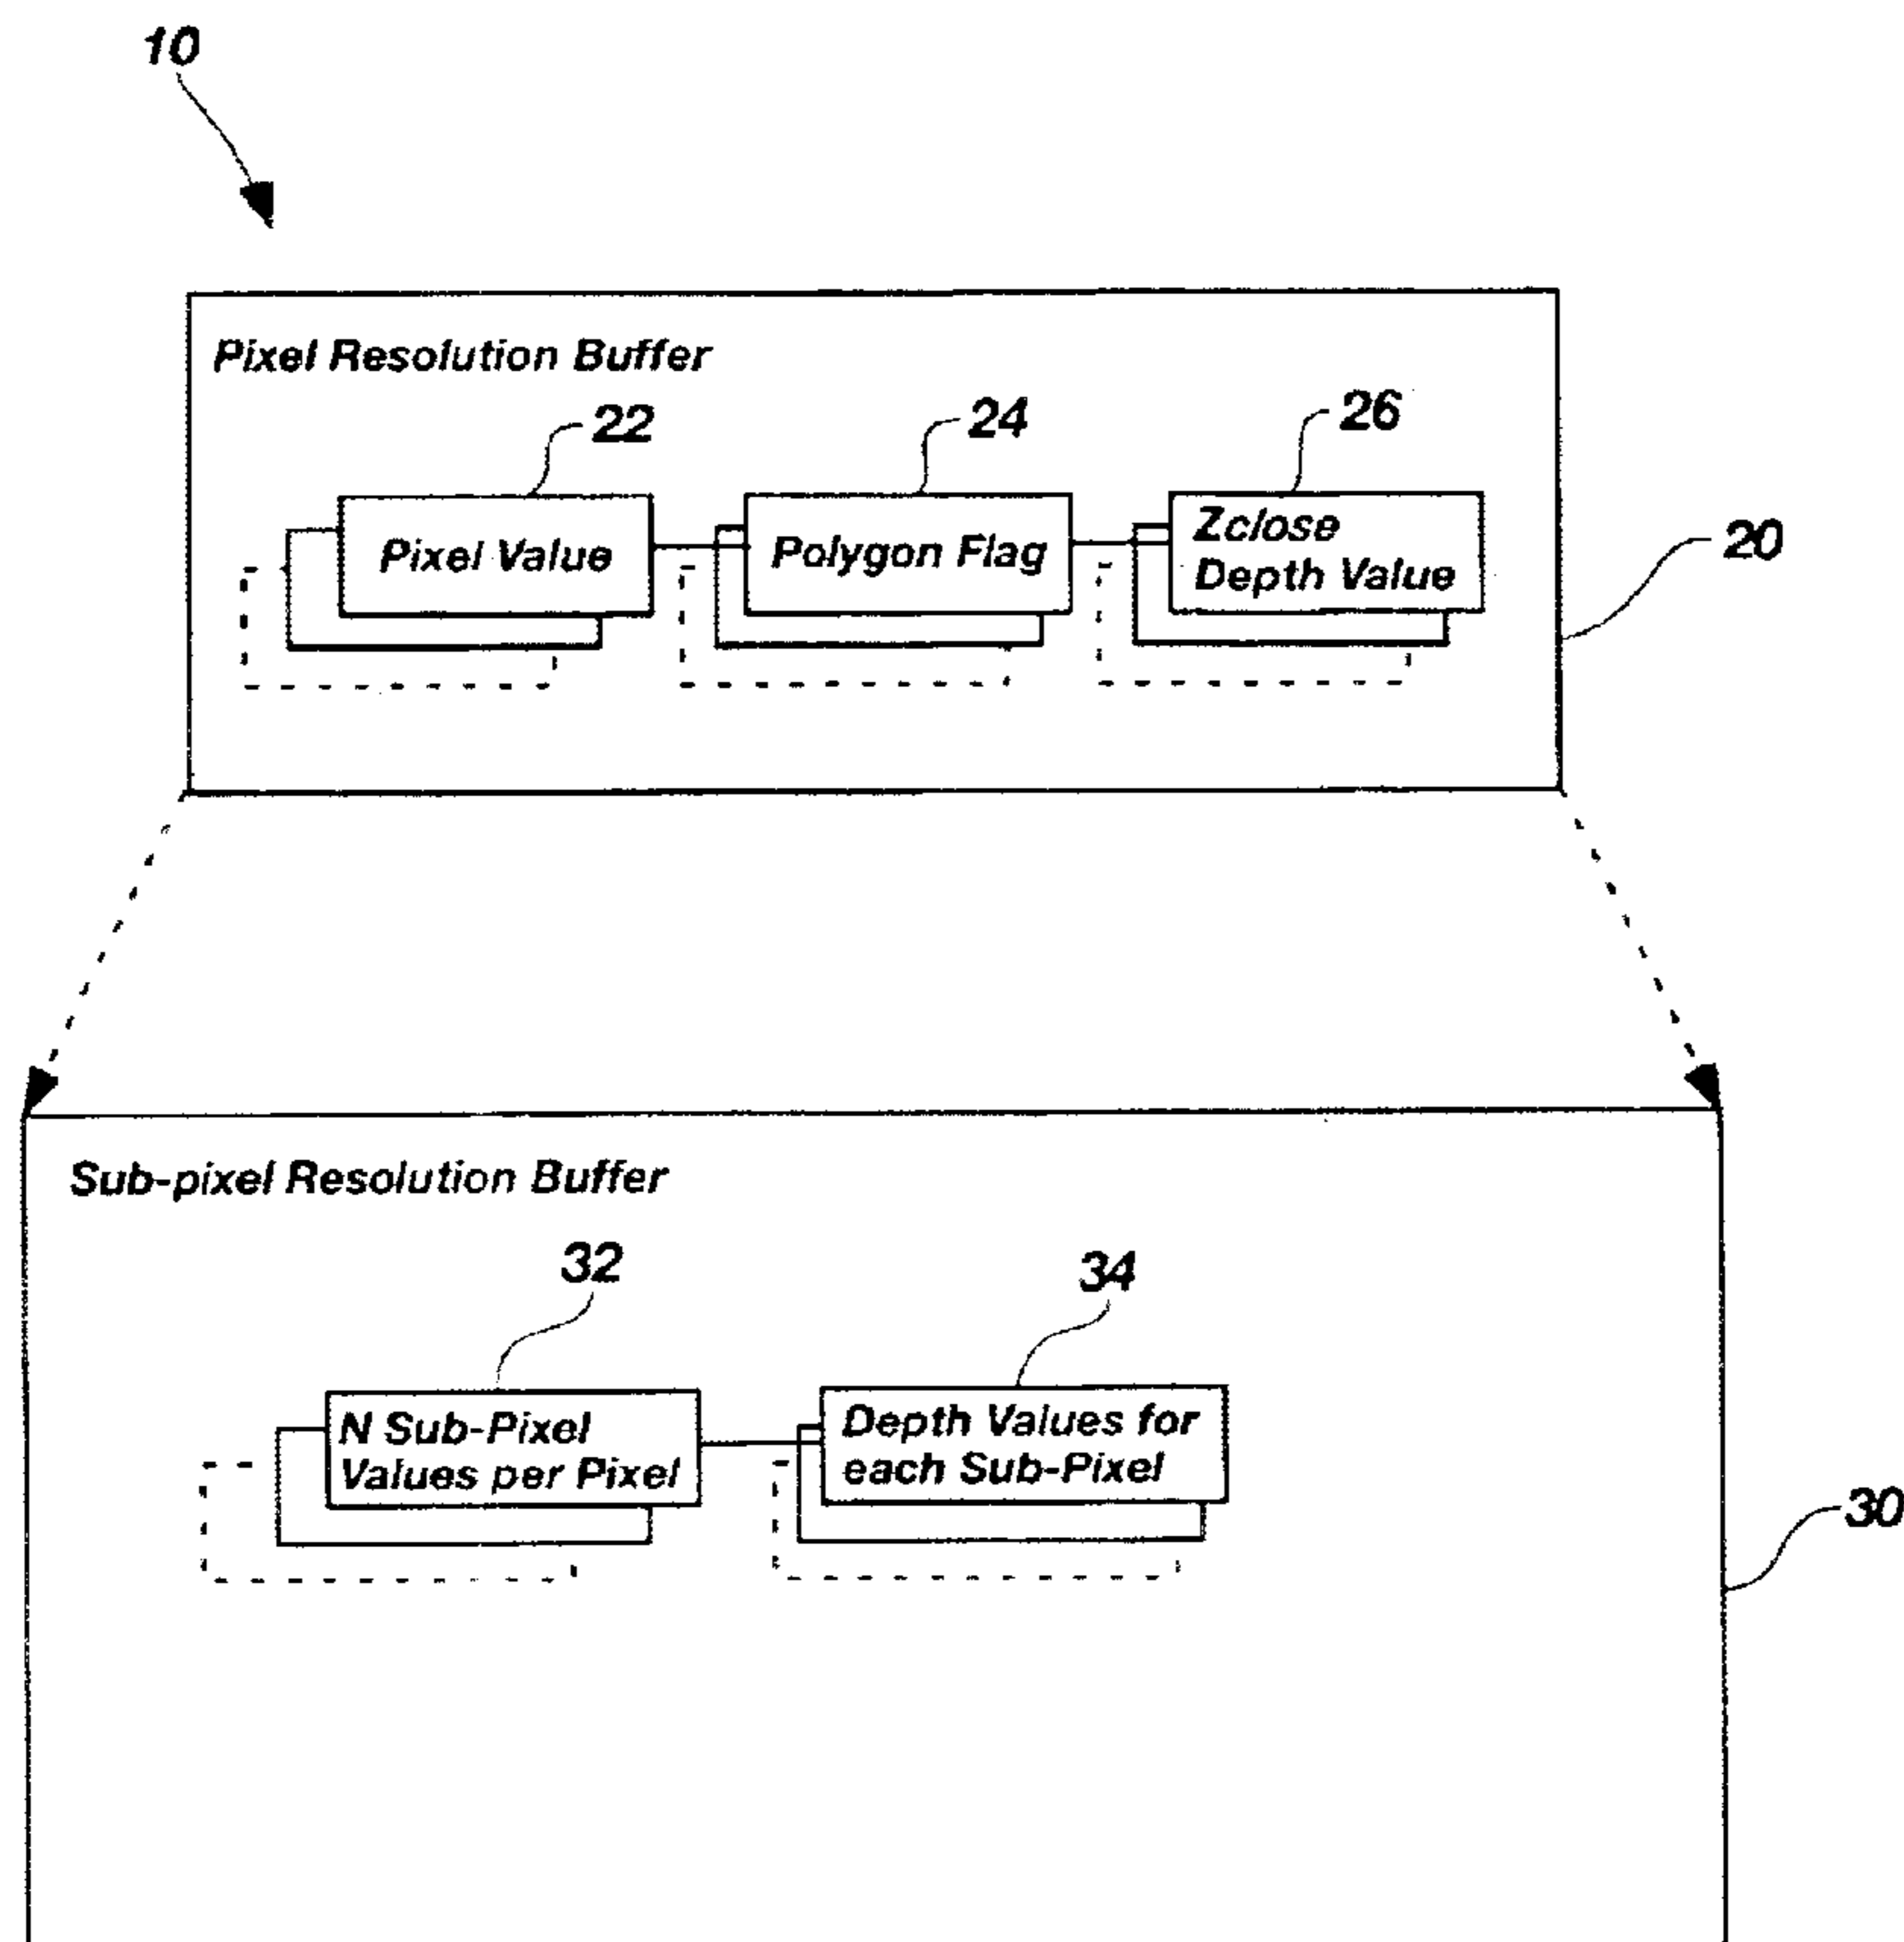 10
Pixel Resolution Buffer
22
24
26
Pixel Value
Polygon Flag
Zclose
Depth Value
20
Sub-pixel Resolution Buffer
32
34
N Sub-Pixel
Values per Pixel
Depth Values for
each Sub-Pixel
30